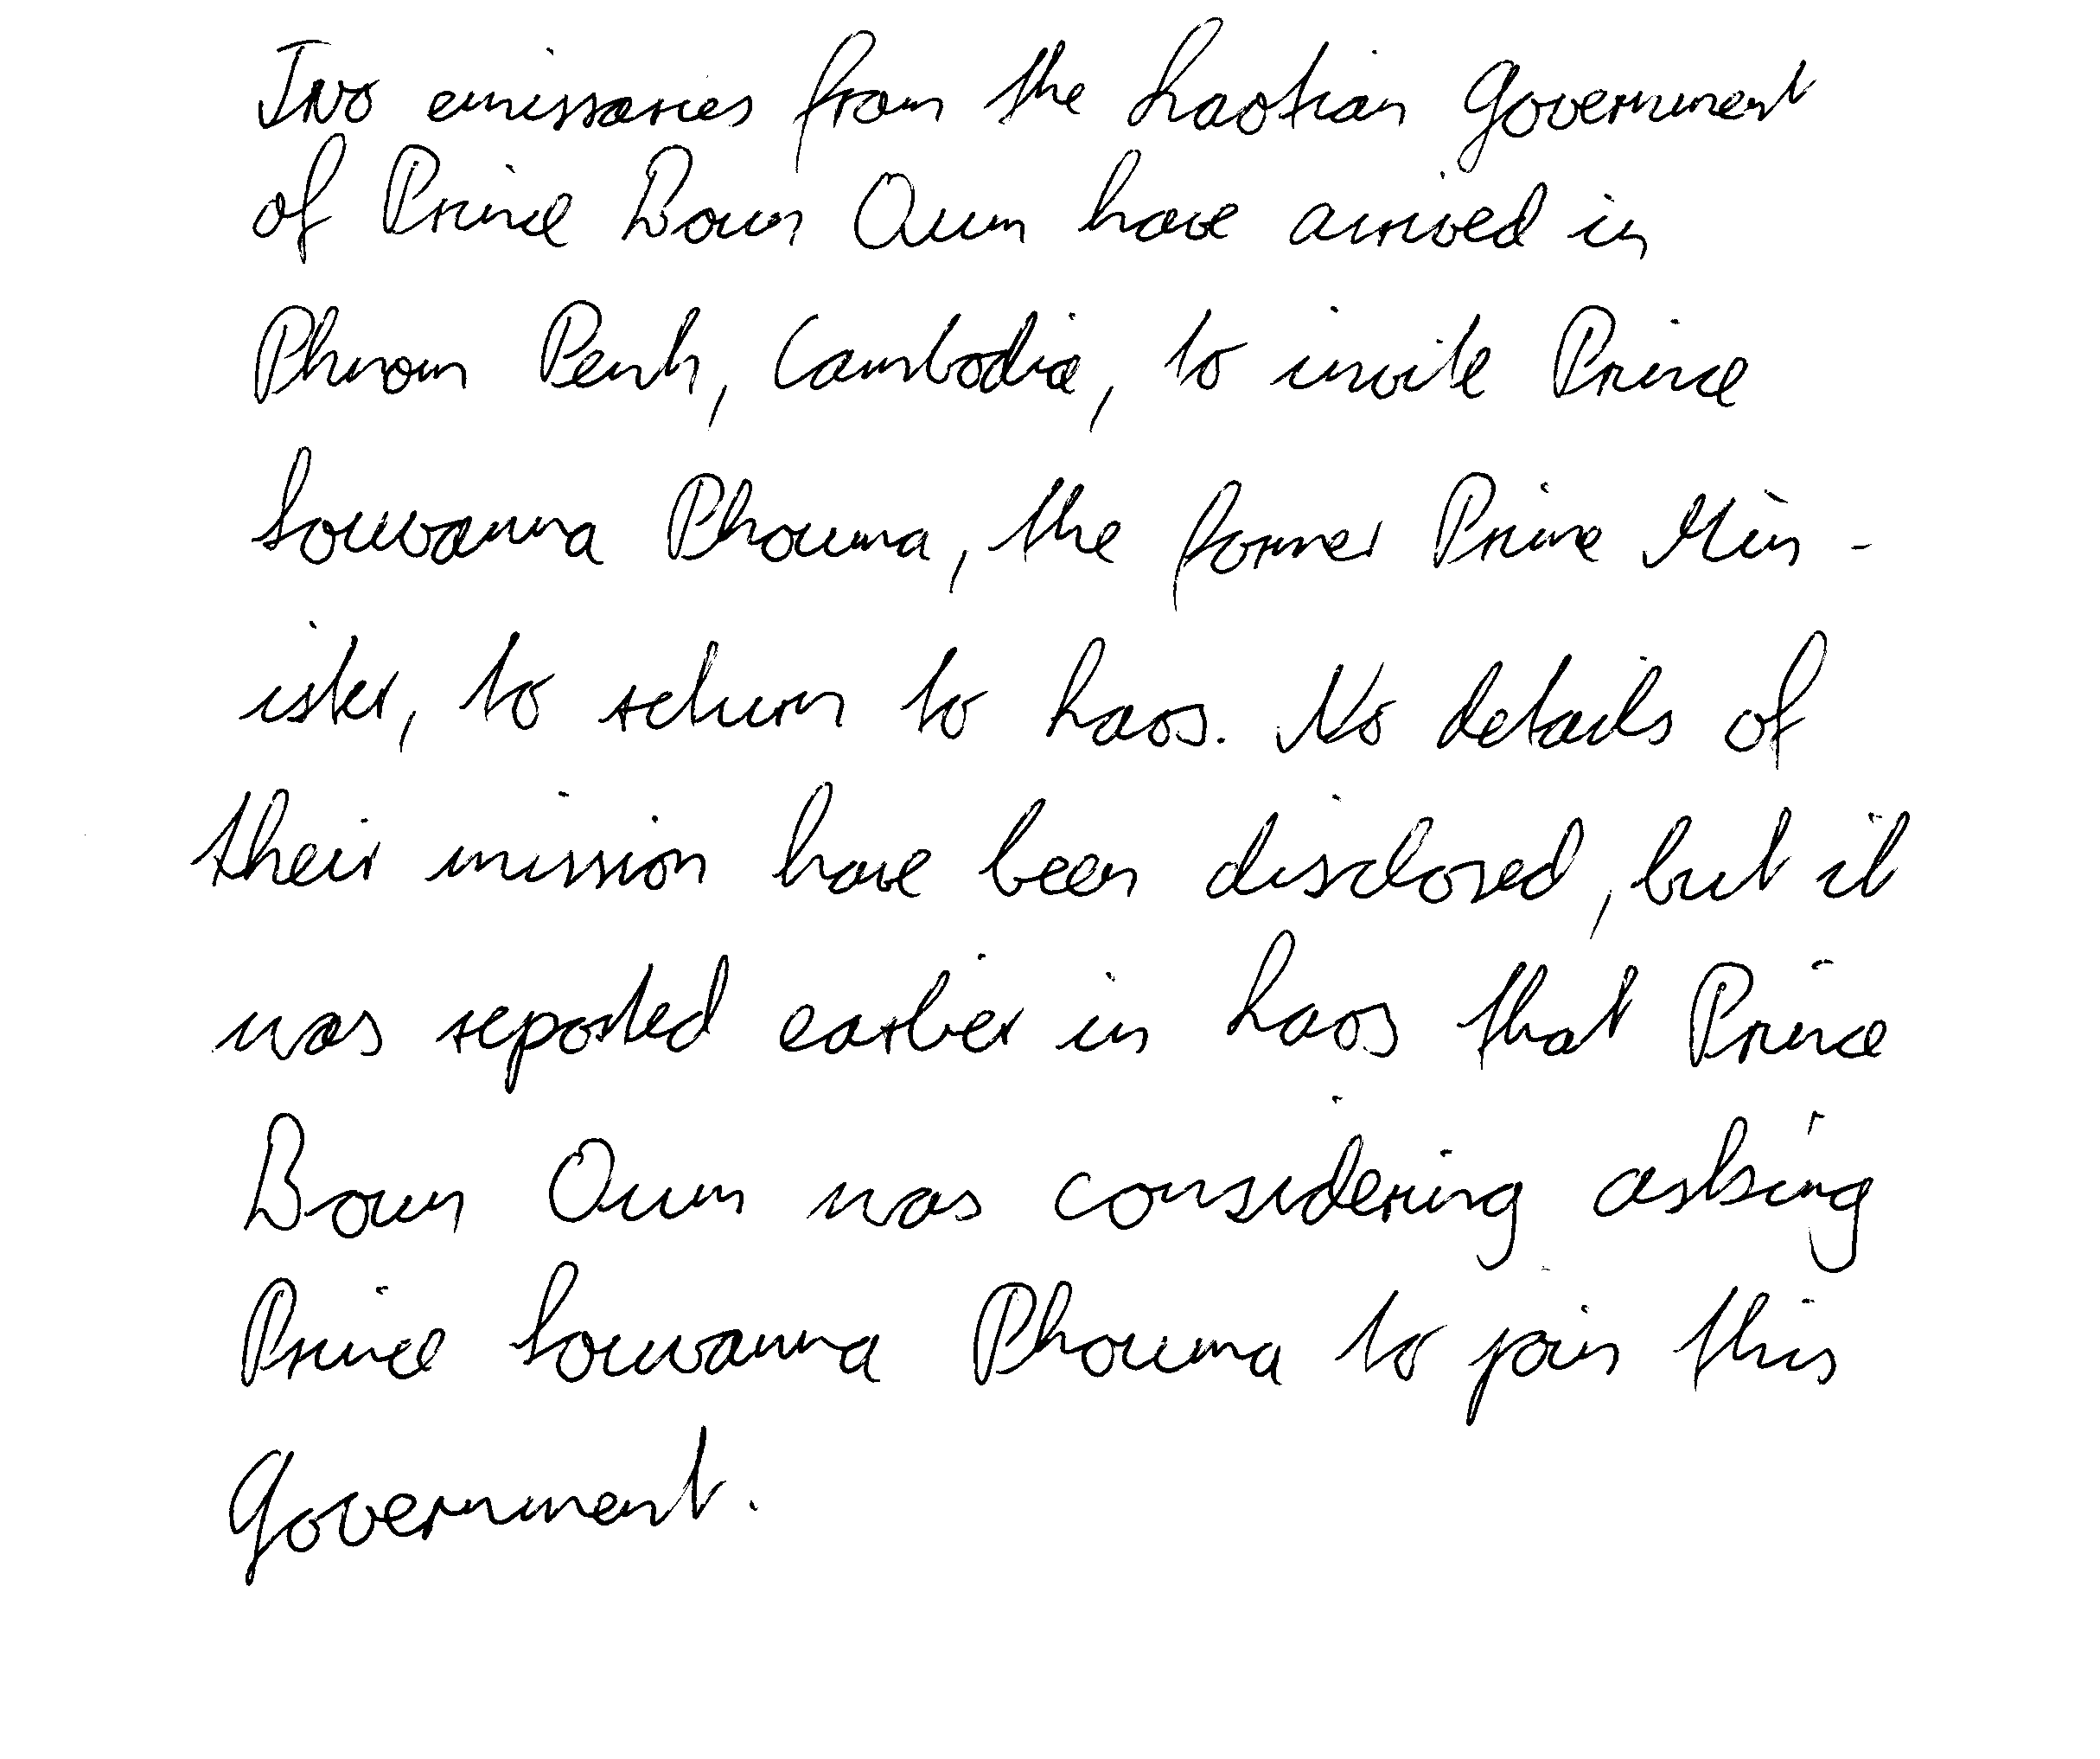 Two emissaries from the Laotian Government
of Prince Boun Oum have arrived in
Phnom Penh, Cambodia, to invite Prince
Souvanna Phouma, the former Prime Min -
ister, to return to Laos. No details of
their mission have been disclosed, but it
was reported earlier in Laos that Prince
Boun Oum was considering asking
Prince Souvanna Phouma to join this
Government.